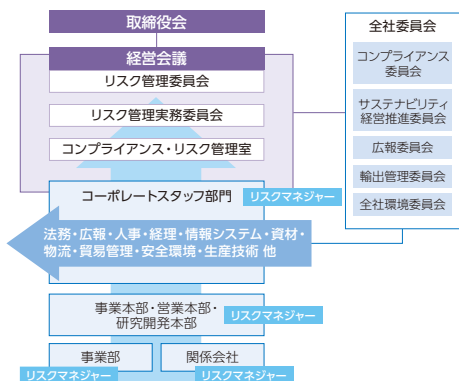 取締役会
経営会議
リスク管理委員会
リスク管理実務委員会
コンプライアンス・リスク管理室
コーポレートスタッフ部門
リスクマネジャー
法務・広報・人事・経理・情報システム・資材・
物流・貿易管理・安全環境・生産技術 他
事業本部・営業本部・
研究開発本部
リスクマネジャー
事業部
リスクマネジャー
関係会社
リスクマネジャー
全社委員会
コンプライアンス
委員会
サステナビリティ
経営推進委員会
広報委員会
輸出管理委員会
全社環境委員会